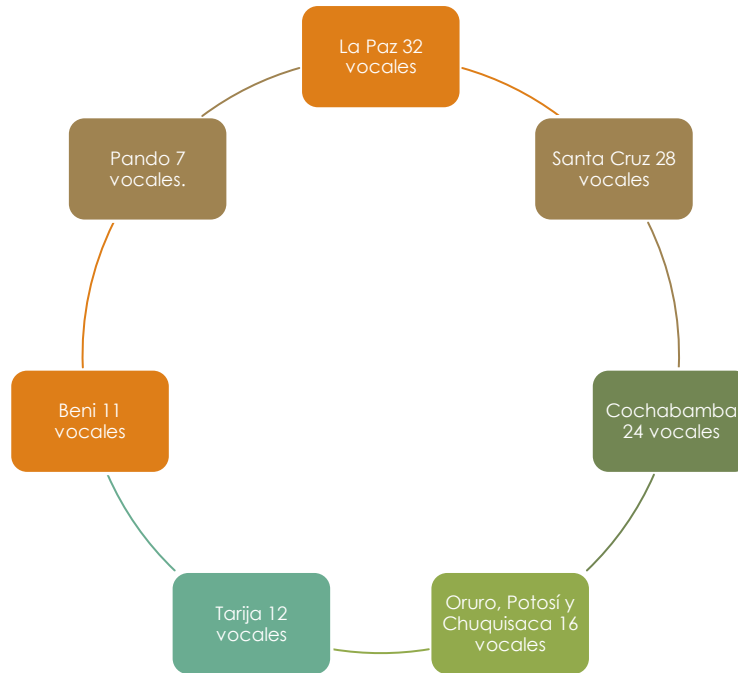 La Paz 32
vocales
Santa Cruz 28
vocales
Cochabamba
24 vocales
Oruro, Potosí y
Chuquisaca 16
vocales
Tarija 12
vocales
Beni 11
vocales
Pando 7
vocales.